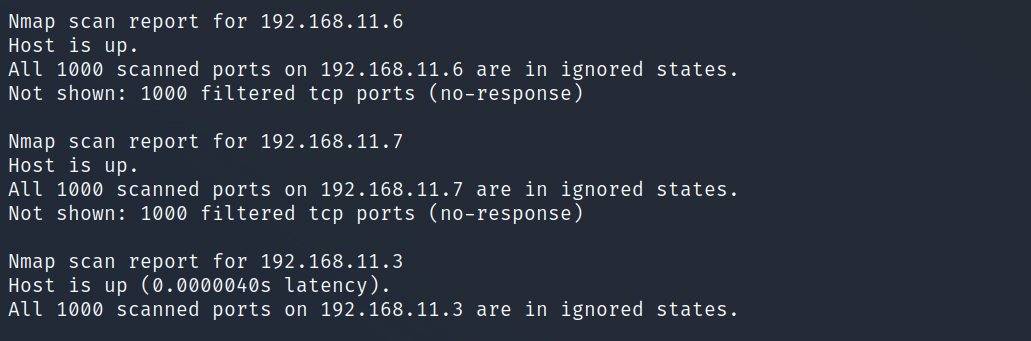 Nmap scan report for 192.168.11.6
Host is up.
All 1000 scanned ports on 192.168.11.6 are in ignored states.
Not shown: 1000 filtered tcp ports (no-response)
Nmap scan report for 192.168.11.7
Host is up.
All 1000 scanned ports on 192.168.11.7 are in ignored states.
Not shown: 1000 filtered tcp ports (no-response)
Nmap scan report for 192.168.11.3
Host is up (0.0000040s latency).
All 1000 scanned ports on 192.168.11.3 are in ignored states.